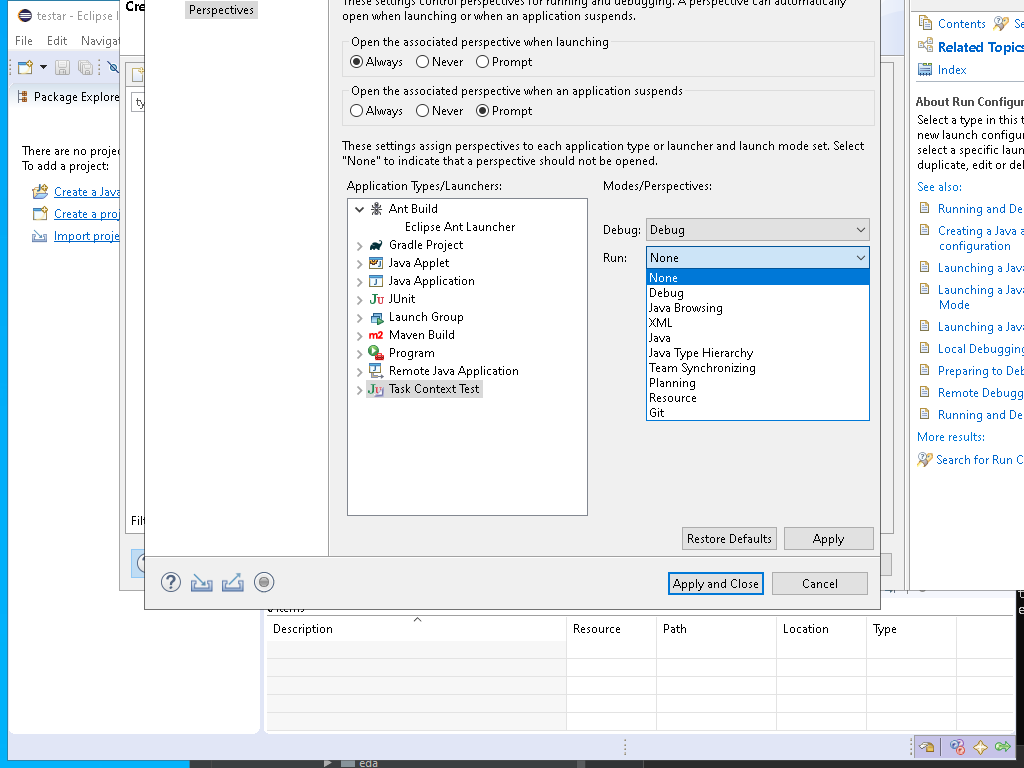 testar - Eclipse I
File Edit Navigat
Package Explore
There are no projec
To add a project:
Create a Java
Create a proj
Import proje
Cre
ty
Filt
Perspectives
These settings control perspectives for running and debugging. A perspective can automatically
open when launching or when an application suspends.
Open the associated perspective when launching
Always Never Prompt
Open the associated perspective when an application suspends
Always Never Prompt
These settings assign perspectives to each application type or launcher and launch mode set. Select
"None" to indicate that a perspective should not be opened.
Application Types/Launchers:
Ant Build
Eclipse Ant Launcher
Gradle Project
Java Applet
Java Application
JUnit
Launch Group
Maven Build
Program
Remote Java Application
Task Context Test
Modes/Perspectives:
Debug: Debug
Run: None
None
Debug
Java Browsing
XML
Java
Java Type Hierarchy
Team Synchronizing
Planning
Resource
Git
Restore Defaults Apply
Apply and Close Cancel
Contents Se
Related Topics
Index
About Run Configur
Select a type in this t
new launch configur
select a specific laun
duplicate, edit or del
See also:
Running and De
Creating a Java a
configuration
Launching a Java
Launching a Java
Mode
Launching a Java
Local Debugging
Preparing to Deb
Remote Debugg
Running and De
More results:
Search for Run C
items
Description Resource Path Location Type
eda